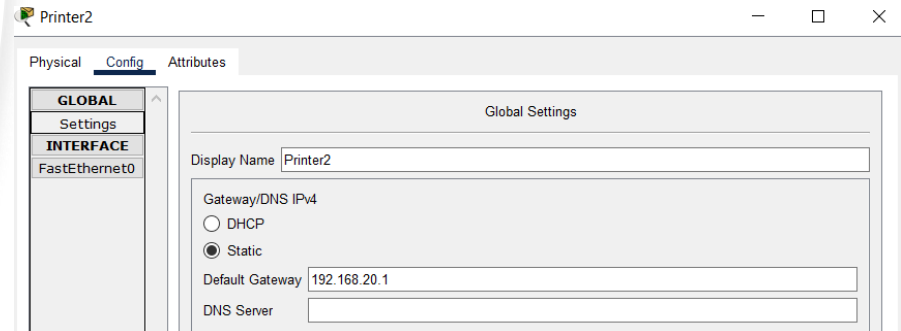 Printer2
Physical Config Attributes
GLOBAL
Settings
INTERFACE
FastEthernet0
Global Settings
Display Name Printer2
Gateway/DNS IPv4
DHCP
Static
Default Gateway 192.168.20.1
DNS Server